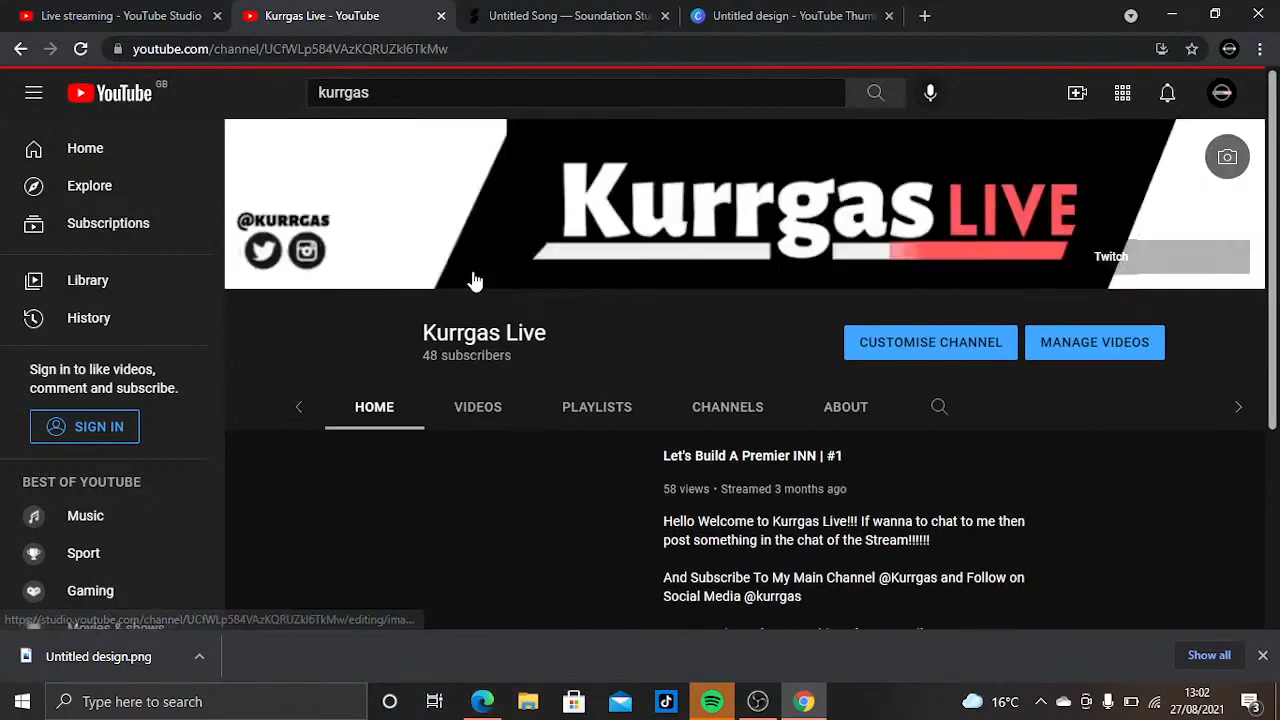 Live streaming - YouTube Studio
Kurrgas Live - YouTube
Untitled Song — Soundation Stu
Untitled design - YouTube Thum
youtube.com/channel/UCfWLp584VAzKQRUZkl6TkMw
YouTube GB
kurrgas
Home
Explore
Subscriptions
Library
History
Sign in to like videos,
comment and subscribe.
SIGN IN
BEST OF YOUTUBE
Music
Sport
Gaming
Movies & shows
@KURRGAS
Kurrgas LIVE
Twitch
Kurrgas Live
48 subscribers
CUSTOMISE CHANNEL
MANAGE VIDEOS
HOME
VIDEOS
PLAYLISTS
CHANNELS
ABOUT
Let's Build A Premier INN | #1
58 views • Streamed 3 months ago
Hello Welcome to Kurrgas Live!!! If wanna to chat to me then
post something in the chat of the Stream!!!!!!
And Subscribe To My Main Channel @Kurrgas and Follow on
Social Media @kurrgas
https://studio.youtube.com/channel/UCfWLp584VAzKQRUZkl6TkMw/editing/ima...
Untitled design.png
Show all
Type here to search
16°C
13:02
27/08/2021
3